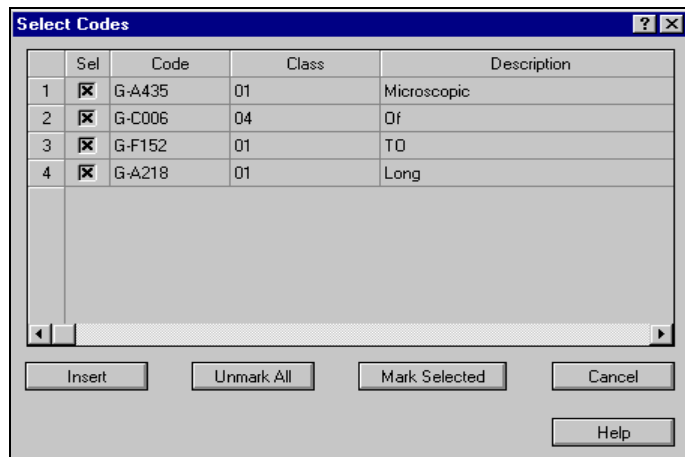 Select Codes
Sel Code Class Description
1 G-A435 01 Microscopic
2 G-C006 04 Of
3 G-F152 01 TO
4 G-A218 01 Long
Insert Unmark All Mark Selected Cancel
Help